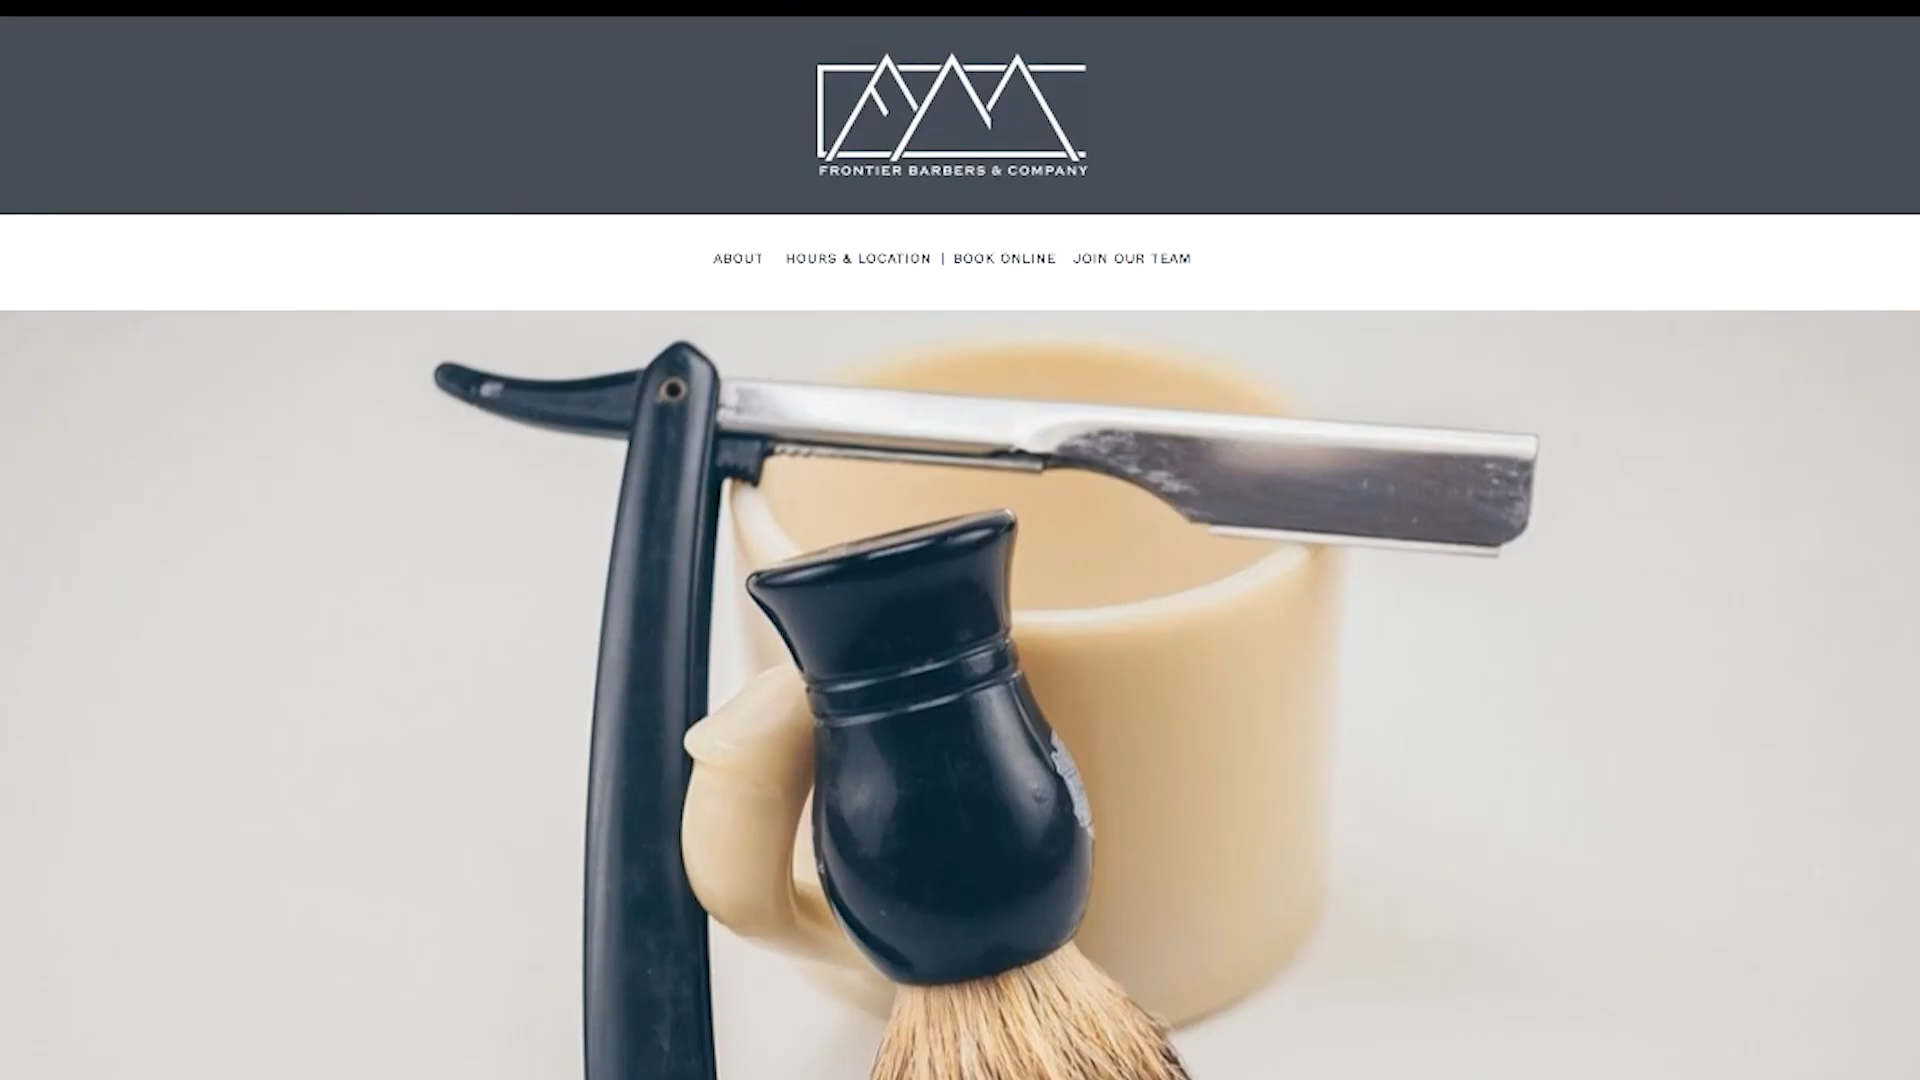 FRONTIER BARBERS & COMPANY
ABOUT HOURS & LOCATION | BOOK ONLINE JOIN OUR TEAM